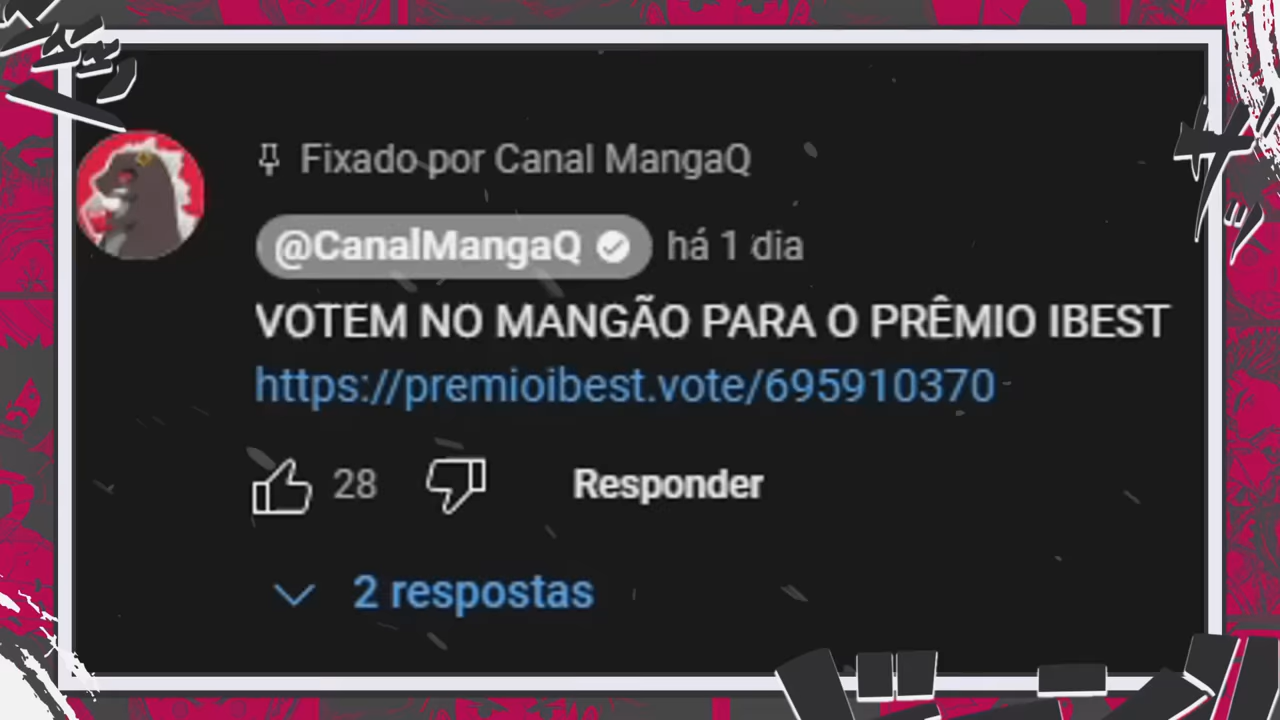 Fixado por Canal MangaQ
@CanalMangaQ há 1 dia
VOTEM NO MANGÃO PARA O PRÊMIO IBEST
https://premioibest.vote/695910370
28 Responder
2 respostas